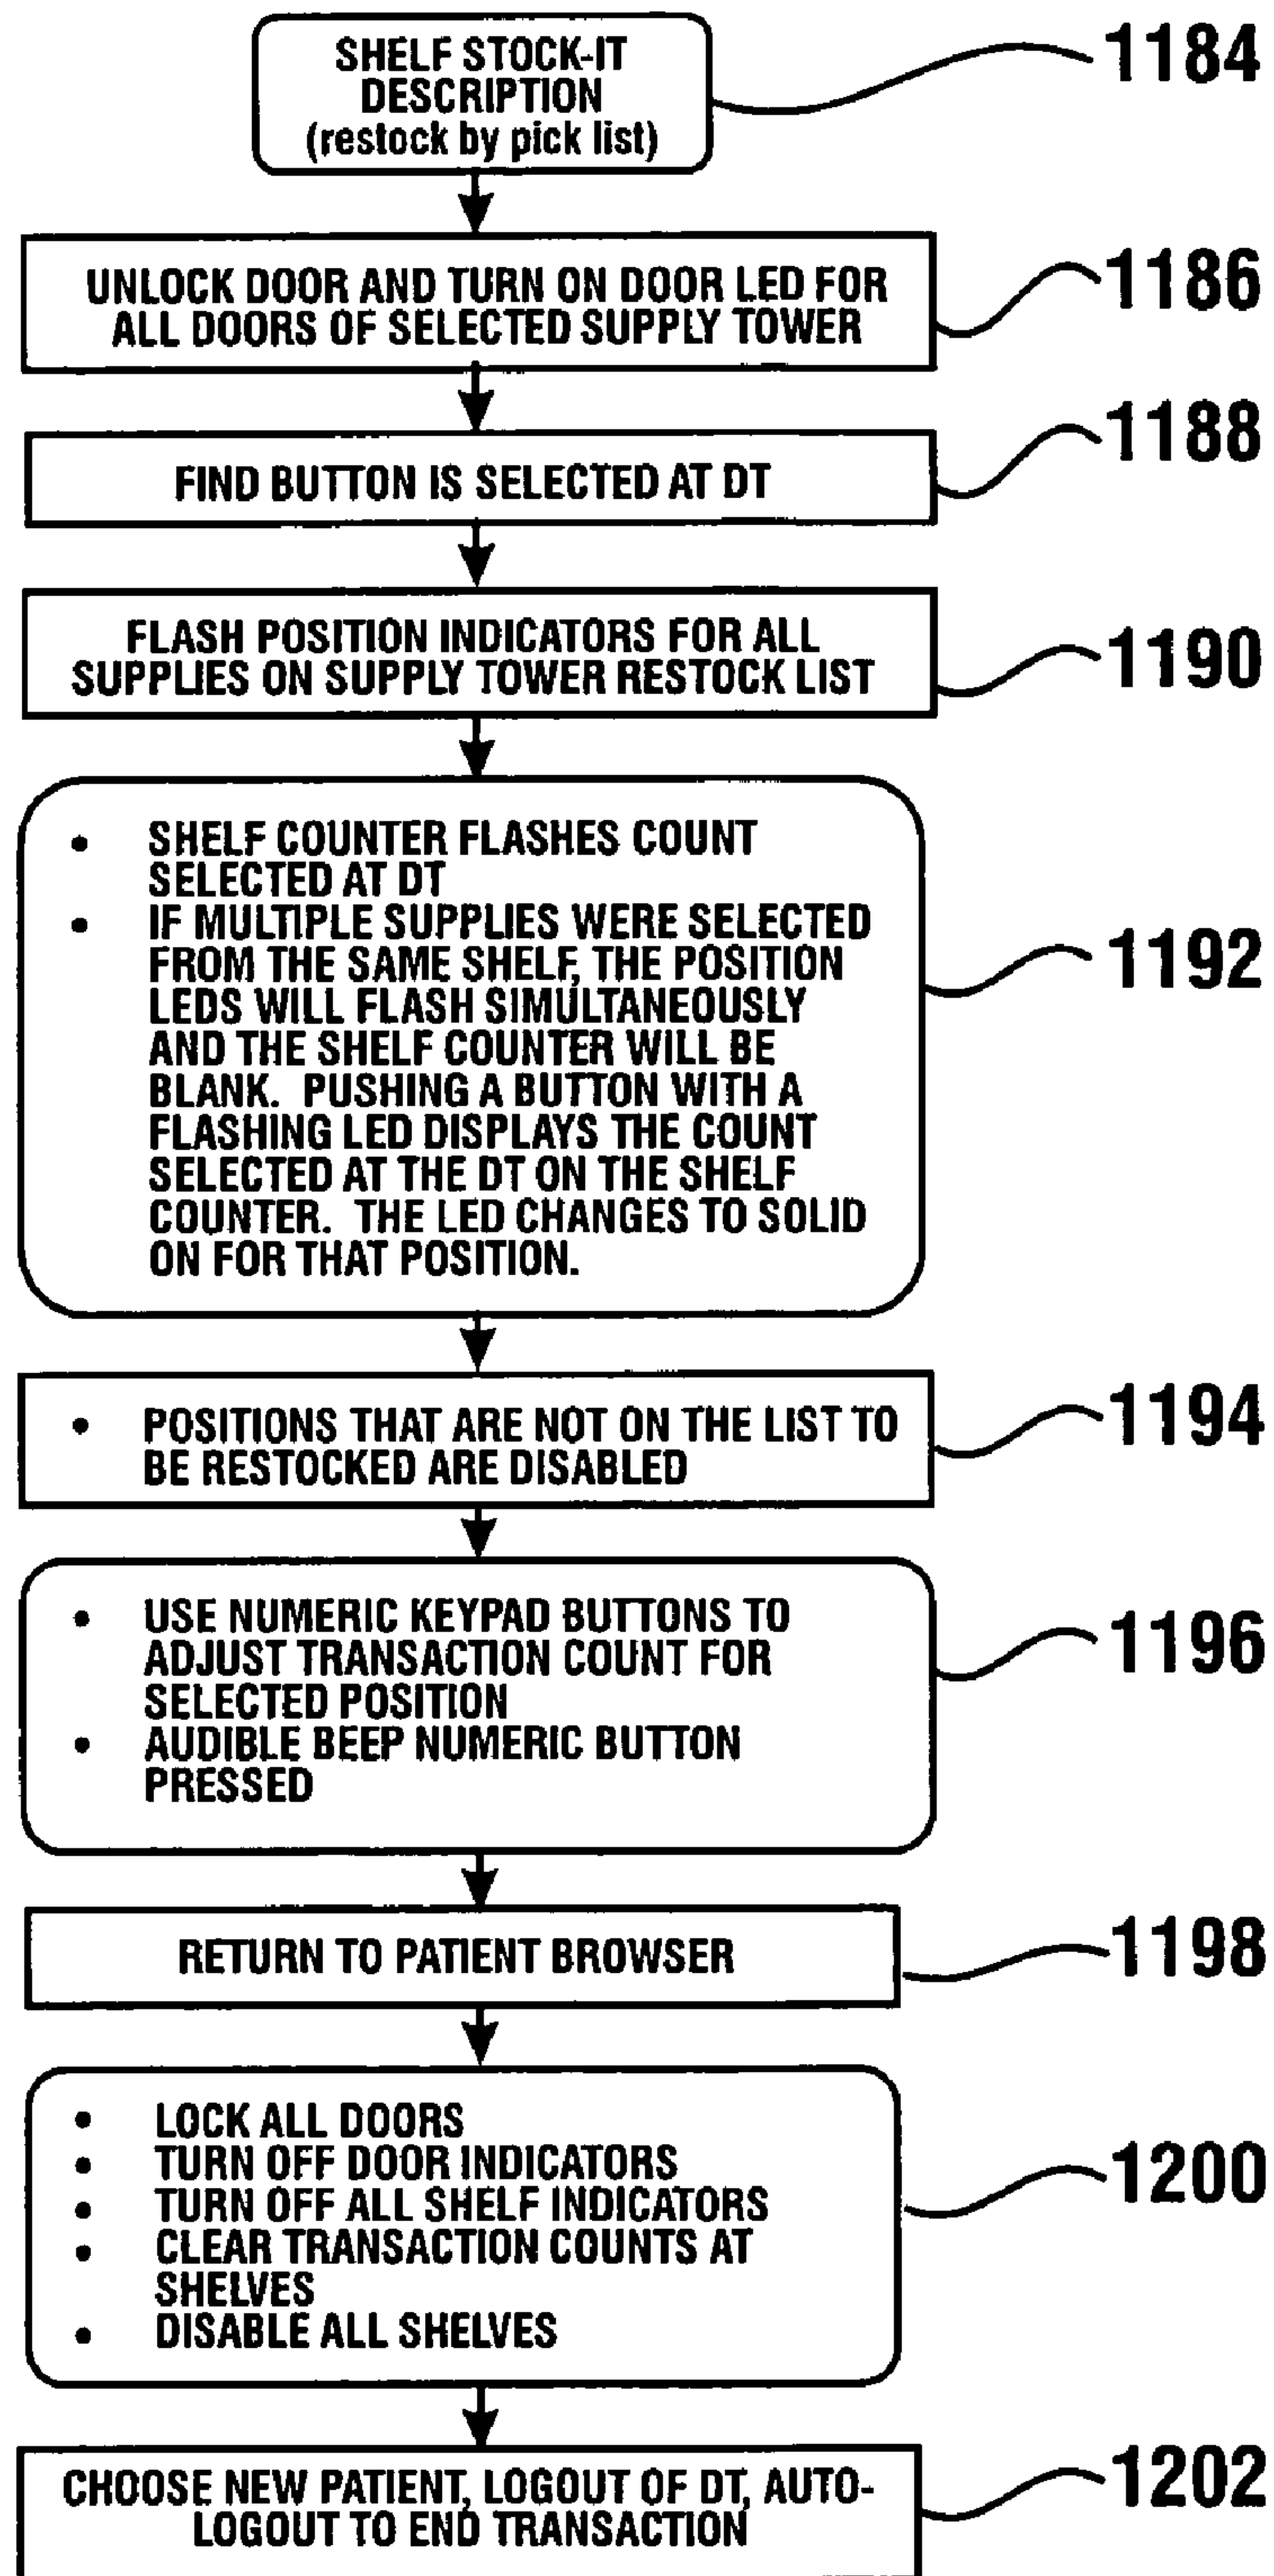 SHELF STOCK-IT
DESCRIPTION
(restock by pick list)
1184
UNLOCK DOOR AND TURN ON DOOR LED FOR
ALL DOORS OF SELECTED SUPPLY TOWER
1186
FIND BUTTON IS SELECTED AT DT
1188
FLASH POSITION INDICATORS FOR ALL
SUPPLIES ON SUPPLY TOWER RESTOCK LIST
1190
• SHELF COUNTER FLASHES COUNT
SELECTED AT DT
• IF MULTIPLE SUPPLIES WERE SELECTED
FROM THE SAME SHELF, THE POSITION
LEDS WILL FLASH SIMULTANEOUSLY
AND THE SHELF COUNTER WILL BE
BLANK. PUSHING A BUTTON WITH A
FLASHING LED DISPLAYS THE COUNT
SELECTED AT THE DT ON THE SHELF
COUNTER. THE LED CHANGES TO SOLID
ON FOR THAT POSITION.
1192
• POSITIONS THAT ARE NOT ON THE LIST TO
BE RESTOCKED ARE DISABLED
1194
• USE NUMERIC KEYPAD BUTTONS TO
ADJUST TRANSACTION COUNT FOR
SELECTED POSITION
• AUDIBLE BEEP NUMERIC BUTTON
PRESSED
1196
RETURN TO PATIENT BROWSER
1198
• LOCK ALL DOORS
• TURN OFF DOOR INDICATORS
• TURN OFF ALL SHELF INDICATORS
• CLEAR TRANSACTION COUNTS AT
SHELVES
• DISABLE ALL SHELVES
1200
CHOOSE NEW PATIENT, LOGOUT OF DT, AUTO-
LOGOUT TO END TRANSACTION
1202